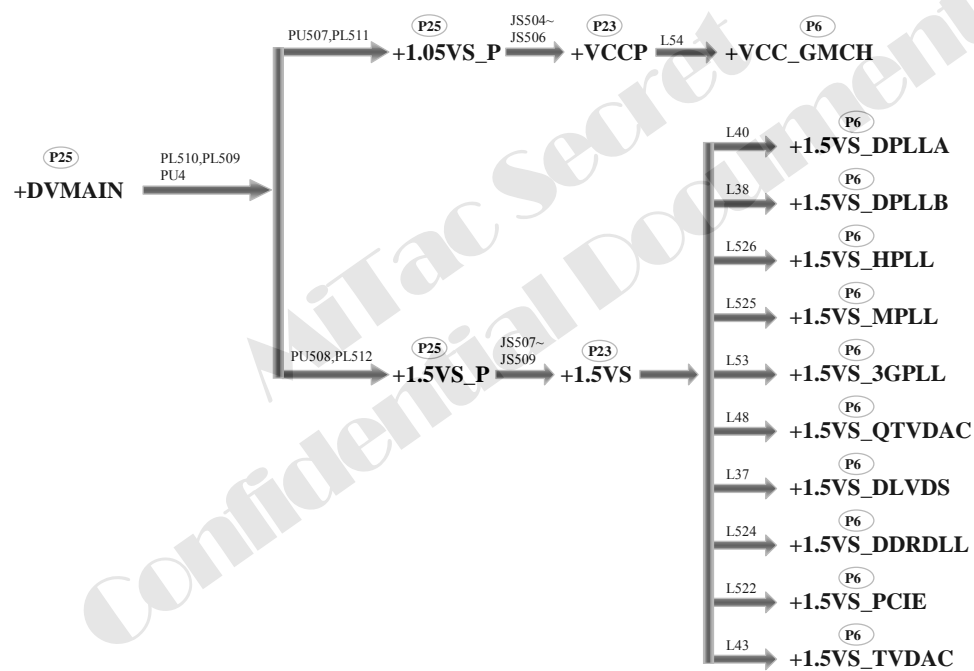 P25
+DVMAIN
PL510,PL509
PU4
PU507,PL511
P25
+1.05VS_P
JS504~
JS506
P23
+VCCP
L54
P6
+VCC_GMCH
PU508,PL512
P25
+1.5VS_P
JS507~
JS509
P23
+1.5VS
L40
P6
+1.5VS_DPLLA
L38
P6
+1.5VS_DPLLB
L526
P6
+1.5VS_HPLL
L525
P6
+1.5VS_MPLL
L53
P6
+1.5VS_3GPLL
L48
P6
+1.5VS_QTVDAC
L37
P6
+1.5VS_DLVDS
L524
P6
+1.5VS_DDRDLL
L522
P6
+1.5VS_PCIE
L43
P6
+1.5VS_TVDAC
MiTac Secret
Confidential Document